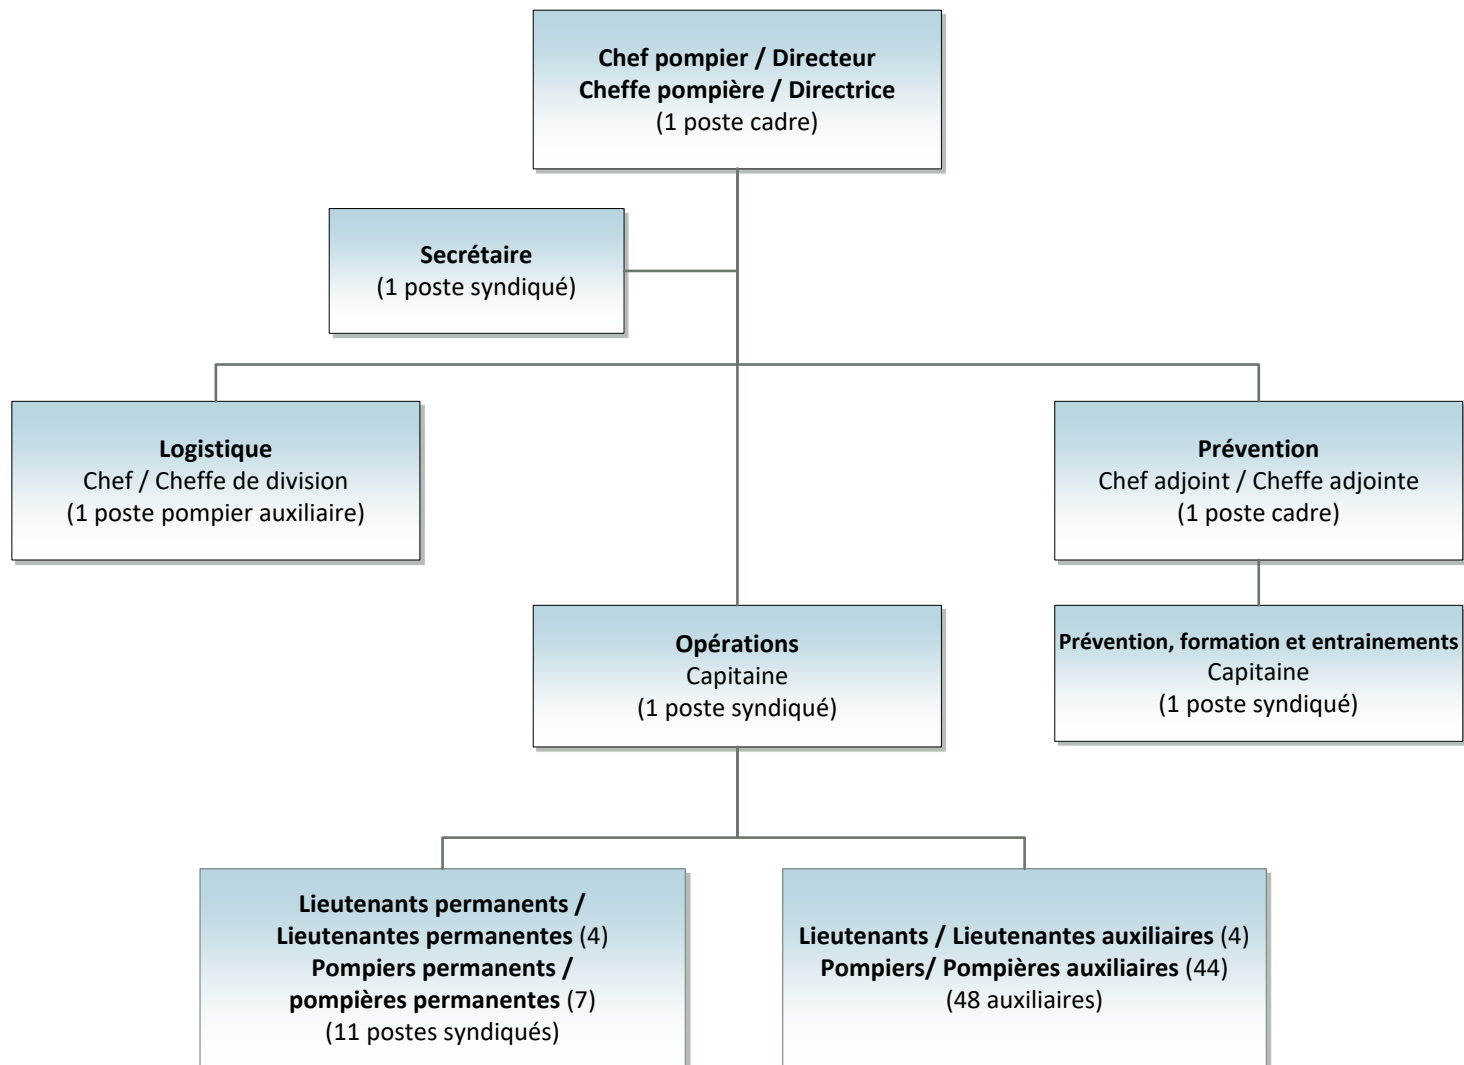 Chef pompier / Directeur
Cheffe pompière / Directrice
(1 poste cadre)
Secrétaire
(1 poste syndiqué)
Logistique
Chef / Cheffe de division
(1 poste pompier auxiliaire)
Prévention
Chef adjoint / Cheffe adjointe
(1 poste cadre)
Opérations
Capitaine
(1 poste syndiqué)
Prévention, formation et entrainements
Capitaine
(1 poste syndiqué)
Lieutenants permanents /
Lieutenantes permanentes (4)
Pompiers permanents /
pompières permanentes (7)
(11 postes syndiqués)
Lieutenants / Lieutenantes auxiliaires (4)
Pompiers/ Pompières auxiliaires (44)
(48 auxiliaires)